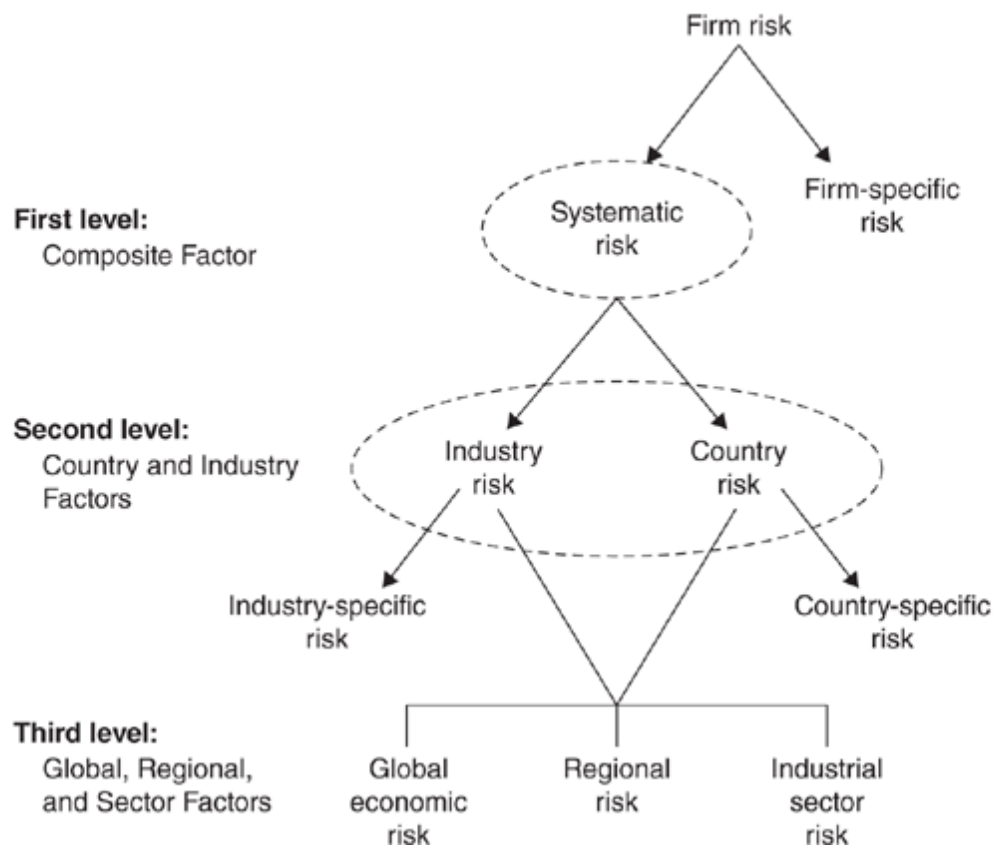 Firm risk
Systematic
risk
Firm-specific
risk
First level:
Composite Factor
Second level:
Country and Industry
Factors
Industry
risk
Country
risk
Industry-specific
risk
Country-specific
risk
Third level:
Global, Regional,
and Sector Factors
Global
economic
risk
Regional
risk
Industrial
sector
risk